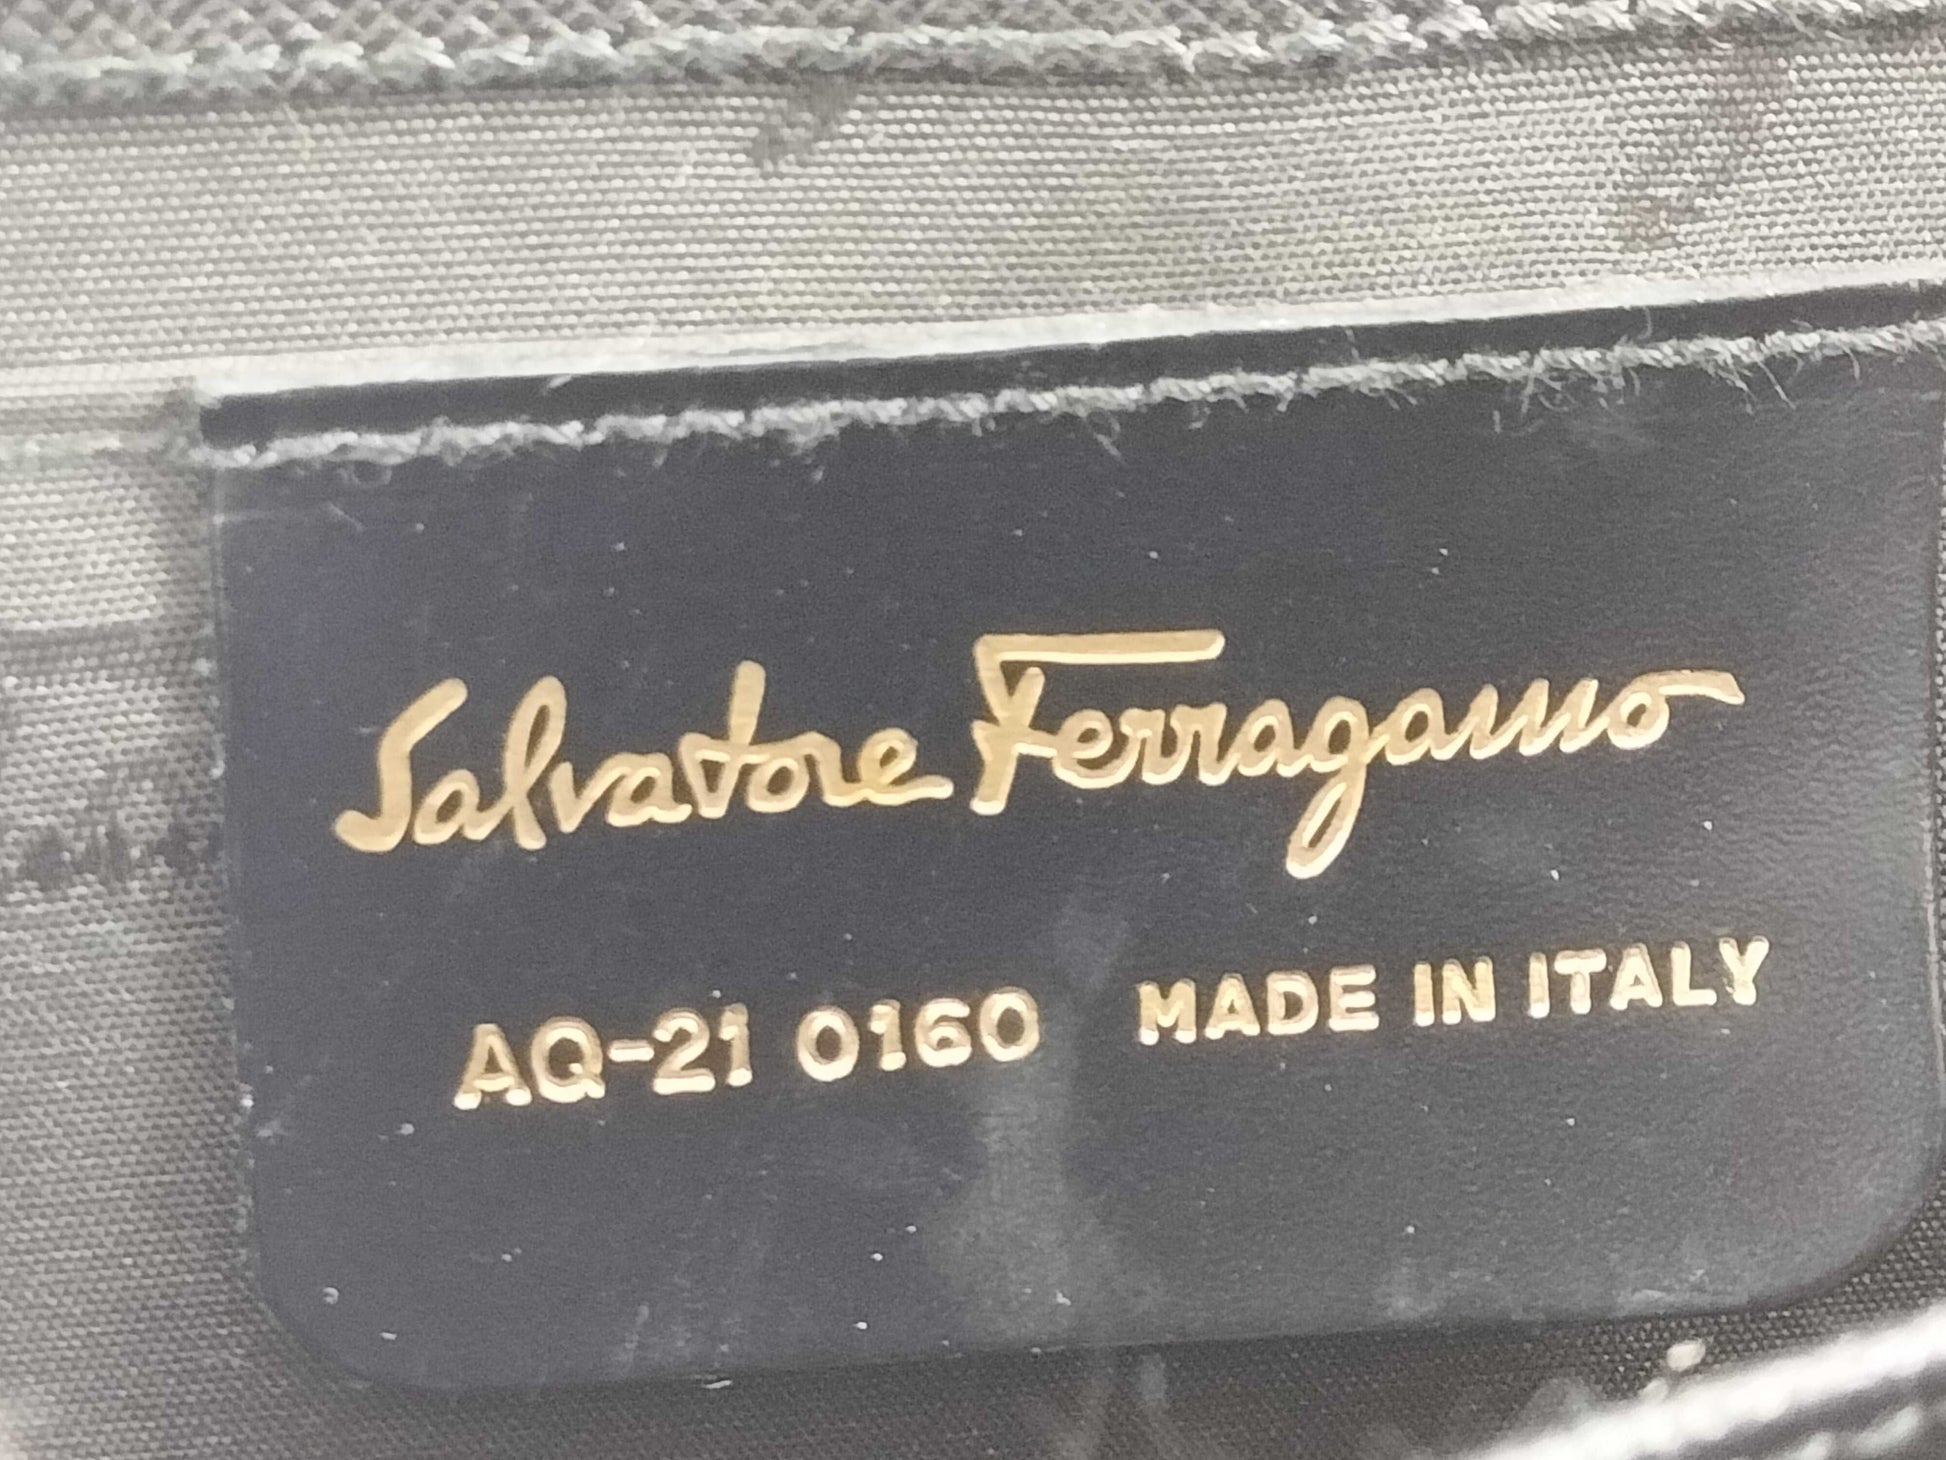 Salvatore Ferragamo
AQ-21 0160 MADE IN ITALY